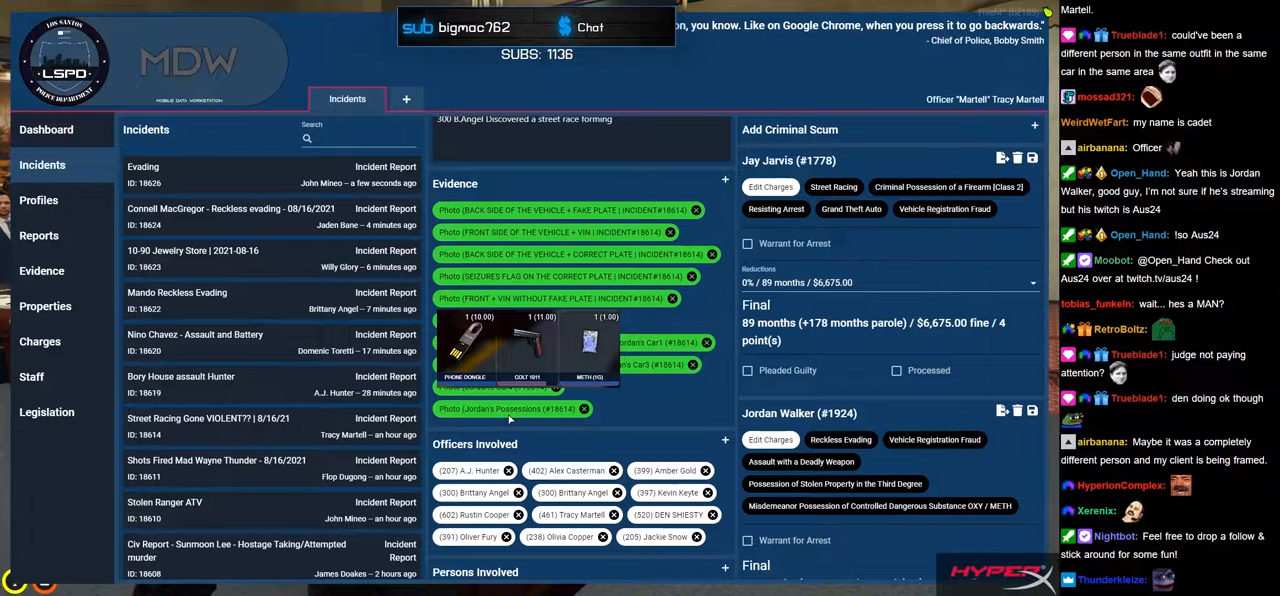 LOS SANTOS
LSPD
POLICE DEPARTMENT
MDW
MOBILE DATA WORKSTATION
sub bigmac762
Chat
SUBS: 1136
on, you know. Like on Google Chrome, when you press it to go backwards."
- Chief of Police, Bobby Smith
Incidents
+
Officer "Martell" Tracy Martell
Dashboard
Incidents
Profiles
Reports
Evidence
Properties
Charges
Staff
Legislation
Incidents
Search
Evading
Incident Report
ID: 18626
John Mineo – a few seconds ago
Connell MacGregor - Reckless evading - 08/16/2021
Incident Report
ID: 18624
Jaden Bane – 4 minutes ago
10-90 Jewelry Store | 2021-08-16
Incident Report
ID: 18623
Willy Glory – 6 minutes ago
Mando Reckless Evading
Incident Report
ID: 18622
Brittany Angel – 7 minutes ago
Nino Chavez - Assault and Battery
Incident Report
ID: 18620
Domenic Toretti – 17 minutes ago
Bory House assault Hunter
Incident Report
ID: 18619
A.J. Hunter – 28 minutes ago
Street Racing Gone VIOLENT?? | 8/16/21
Incident Report
ID: 18614
Tracy Martell – an hour ago
Shots Fired Mad Wayne Thunder - 8/16/2021
Incident Report
ID: 18611
Flop Dugong – an hour ago
Stolen Ranger ATV
Incident Report
ID: 18610
John Mineo – an hour ago
Civ Report - Sunmoon Lee - Hostage Taking/Attempted murder
Incident Report
ID: 18608
James Doakes – 2 hours ago
300 B.Angel Discovered a street race forming
Evidence
+
Photo (BACK SIDE OF THE VEHICLE + FAKE PLATE | INCIDENT#18614)
Photo (FRONT SIDE OF THE VEHICLE + VIN | INCIDENT#18614)
Photo (BACK SIDE OF THE VEHICLE + CORRECT PLATE | INCIDENT#18614)
Photo (SEIZURES FLAG ON THE CORRECT PLATE | INCIDENT#18614)
Photo (FRONT + VIN WITHOUT FAKE PLATE | INCIDENT#18614)
1 (10.00)
1 (11.00)
1 (1.00)
PHONE DONGLE
COLT 1911
METH (1G)
ordan's Car1 (#18614)
n's Car3 (#18614)
Photo (Jordan's Possessions (#18614)
Officers Involved
+
(207) A.J. Hunter
(402) Alex Casterman
(399) Amber Gold
(300) Brittany Angel
(300) Brittany Angel
(397) Kevin Keyte
(602) Rustin Cooper
(461) Tracy Martell
(520) DEN SHIESTY
(391) Oliver Fury
(238) Olivia Copper
(205) Jackie Snow
Persons Involved
+
Add Criminal Scum
+
Jay Jarvis (#1778)
Edit Charges
Street Racing
Criminal Possession of a Firearm [Class 2]
Resisting Arrest
Grand Theft Auto
Vehicle Registration Fraud
Warrant for Arrest
Reductions
0% / 89 months / $6,675.00
Final
89 months (+178 months parole) / $6,675.00 fine / 4
point(s)
Pleaded Guilty
Processed
Jordan Walker (#1924)
Edit Charges
Reckless Evading
Vehicle Registration Fraud
Assault with a Deadly Weapon
Possession of Stolen Property in the Third Degree
Misdemeanor Possession of Controlled Dangerous Substance OXY / METH
Warrant for Arrest
Final
HYPERX
Martell.
Trueblade1: could've been a
different person in the same outfit in the same
car in the same area
mossad321:
WeirdWetFart: my name is cadet
airbanana: Officer
Open_Hand: Yeah this is Jordan
Walker, good guy, I'm not sure if he's streaming
but his twitch is Aus24
Open_Hand: !so Aus24
Moobot: @Open_Hand Check out
Aus24 over at twitch.tv/aus24 !
tobias_funkeln: wait... hes a MAN?
RetroBoltz:
Trueblade1: judge not paying
attention?
Trueblade1: den doing ok though
airbanana: Maybe it was a completely
different person and my client is being framed.
HyperionComplex:
Xerenix:
Nightbot: Feel free to drop a follow &
stick around for some fun!
Thunderkleize: